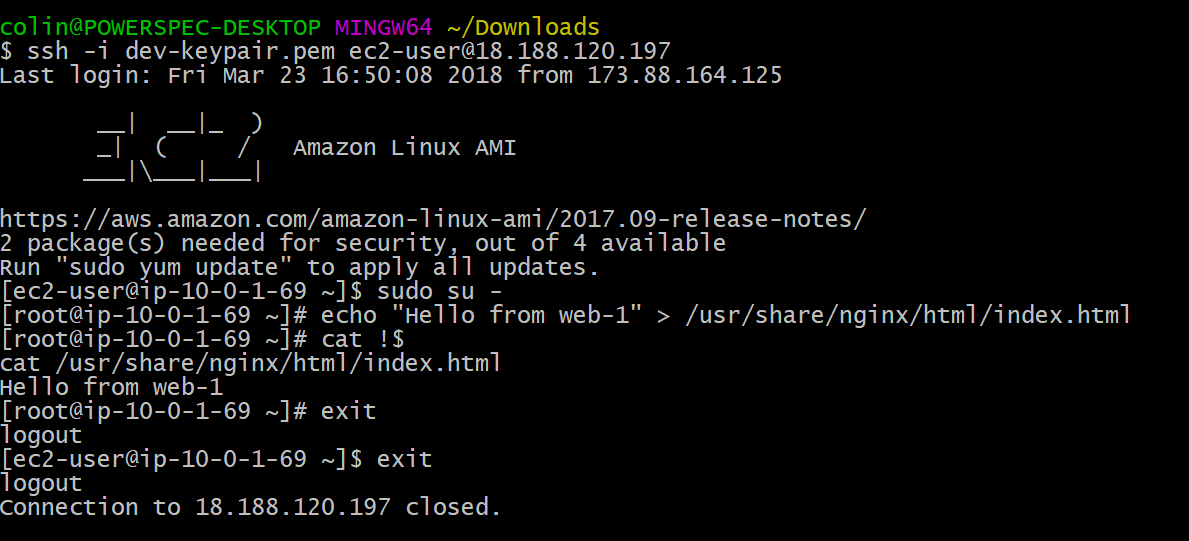 colin@POWERSPEC-DESKTOP MINGW64 ~/Downloads
$ ssh -i dev-keypair.pem ec2-user@18.188.120.197
Last login: Fri Mar 23 16:50:08 2018 from 173.88.164.125
       __|  __|_  )
       _|  (     /   Amazon Linux AMI
      ___|\___|___|
https://aws.amazon.com/amazon-linux-ami/2017.09-release-notes/
2 package(s) needed for security, out of 4 available
Run "sudo yum update" to apply all updates.
[ec2-user@ip-10-0-1-69 ~]$ sudo su -
[root@ip-10-0-1-69 ~]# echo "Hello from web-1" > /usr/share/nginx/html/index.html
[root@ip-10-0-1-69 ~]# cat !$
cat /usr/share/nginx/html/index.html
Hello from web-1
[root@ip-10-0-1-69 ~]# exit
logout
[ec2-user@ip-10-0-1-69 ~]$ exit
logout
Connection to 18.188.120.197 closed.